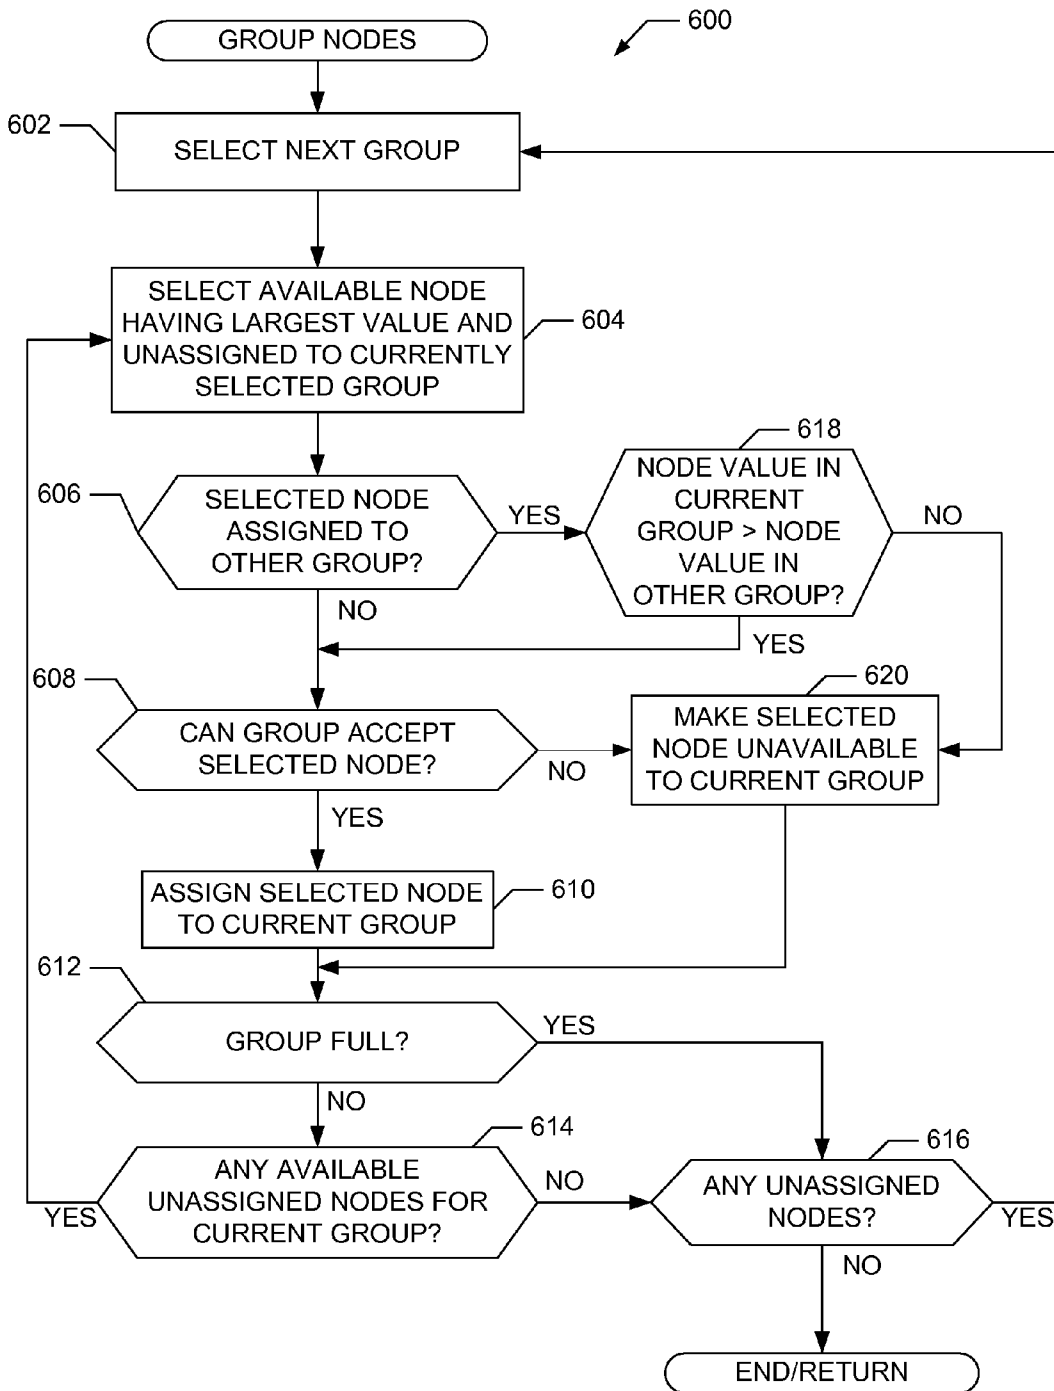 600
GROUP NODES
602
SELECT NEXT GROUP
SELECT AVAILABLE NODE
HAVING LARGEST VALUE AND
UNASSIGNED TO CURRENTLY
SELECTED GROUP
604
606
SELECTED NODE
ASSIGNED TO
OTHER GROUP?
YES
NO
618
NODE VALUE IN
CURRENT
GROUP > NODE
VALUE IN
OTHER GROUP?
NO
YES
608
CAN GROUP ACCEPT
SELECTED NODE?
NO
YES
620
MAKE SELECTED
NODE UNAVAILABLE
TO CURRENT GROUP
ASSIGN SELECTED NODE
TO CURRENT GROUP
610
612
GROUP FULL?
YES
NO
614
ANY AVAILABLE
UNASSIGNED NODES FOR
CURRENT GROUP?
YES
NO
616
ANY UNASSIGNED
NODES?
YES
NO
END/RETURN